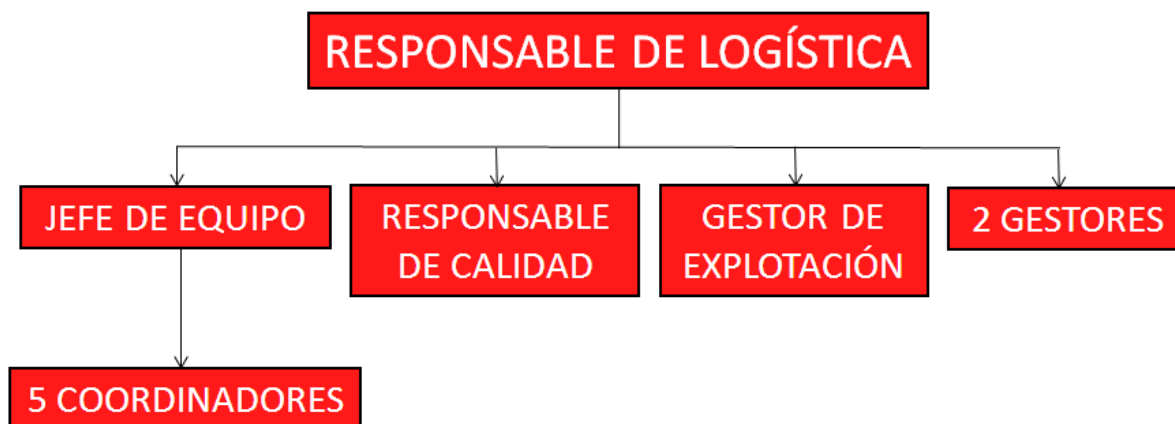 RESPONSABLE DE LOGÍSTICA
JEFE DE EQUIPO
RESPONSABLE
DE CALIDAD
GESTOR DE
EXPLOTACIÓN
2 GESTORES
5 COORDINADORES